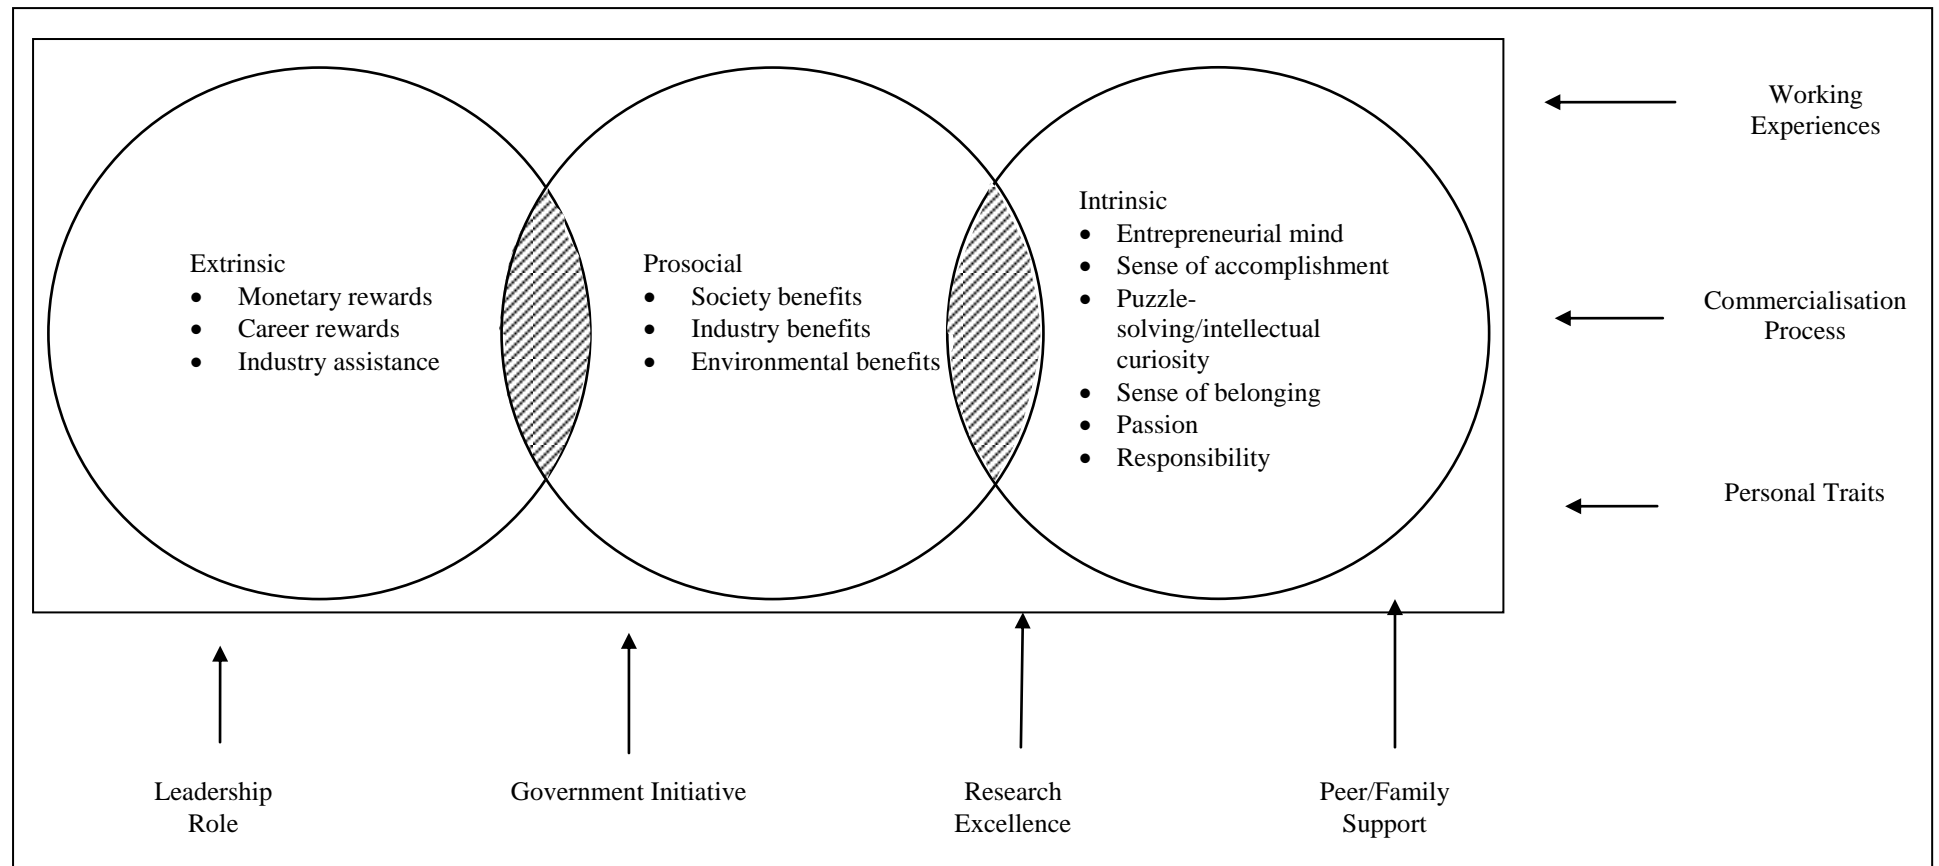 Extrinsic
• Monetary rewards
• Career rewards
• Industry assistance
Prosocial
• Society benefits
• Industry benefits
• Environmental benefits
Intrinsic
• Entrepreneurial mind
• Sense of accomplishment
• Puzzle-
solving/intellectual
curiosity
• Sense of belonging
• Passion
• Responsibility
Working
Experiences
Commercialisation
Process
Personal Traits
Leadership
Role
Government Initiative
Research
Excellence
Peer/Family
Support